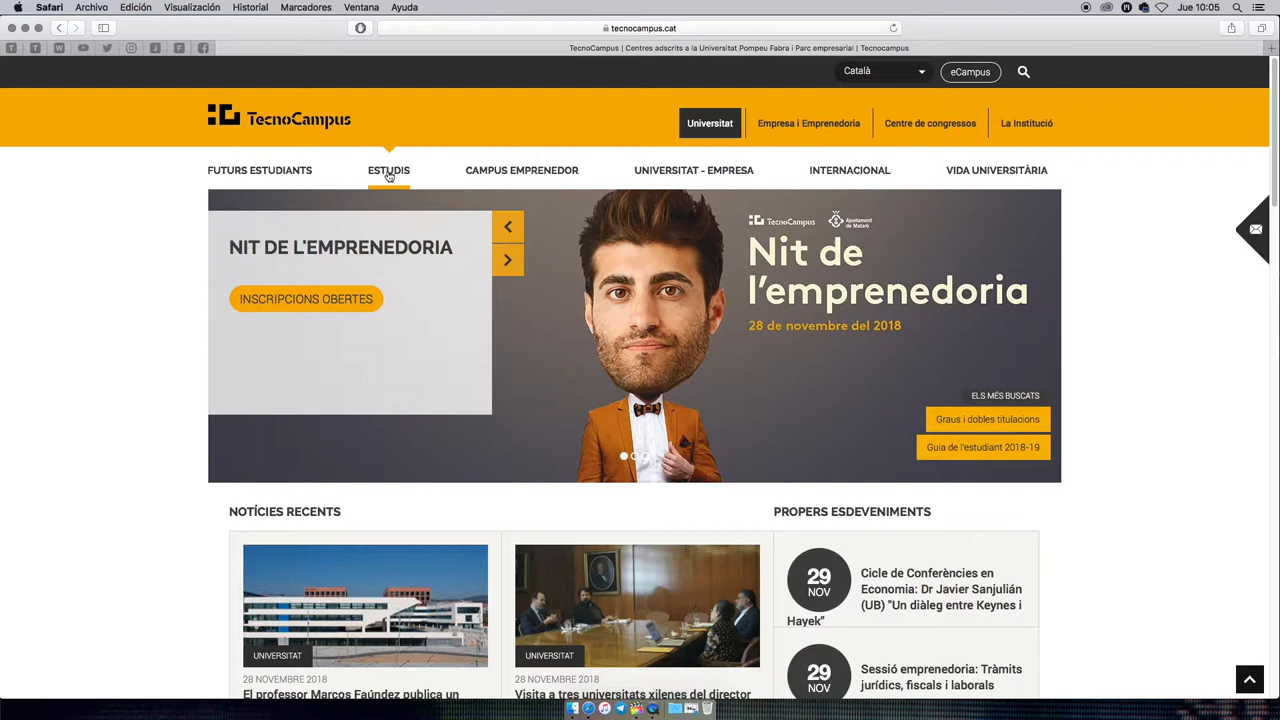 Safari Archivo Edición Visualización Historial Marcadores Ventana Ayuda Jue 10:05
tecnocampus.cat
TecnoCampus | Centres adscrits a la Universitat Pompeu Fabra i Parc empresarial | Tecnocampus
Català eCampus
TecnoCampus
Universitat Empresa i Emprenedoria Centre de congressos La Institució
FUTURS ESTUDIANTS ESTUDIS CAMPUS EMPRENEDOR UNIVERSITAT - EMPRESA INTERNACIONAL VIDA UNIVERSITÀRIA
NIT DE L'EMPRENEDORIA
INSCRIPCIONS OBERTES
TecnoCampus Ajuntament de Mataró
Nit de
l'emprenedoria
28 de novembre del 2018
ELS MÉS BUSCATS
Graus i dobles titulacions
Guia de l'estudiant 2018-19
NOTÍCIES RECENTS
UNIVERSITAT
28 NOVEMBRE 2018
El professor Marcos Faúndez publica un
UNIVERSITAT
28 NOVEMBRE 2018
Visita a tres universitats xilenes del director
PROPERS ESDEVENIMENTS
29
NOV
Cicle de Conferències en
Economia: Dr Javier Sanjulián
(UB) "Un diàleg entre Keynes i
Hayek"
29
NOV
Sessió emprenedoria: Tràmits
jurídics, fiscals i laborals